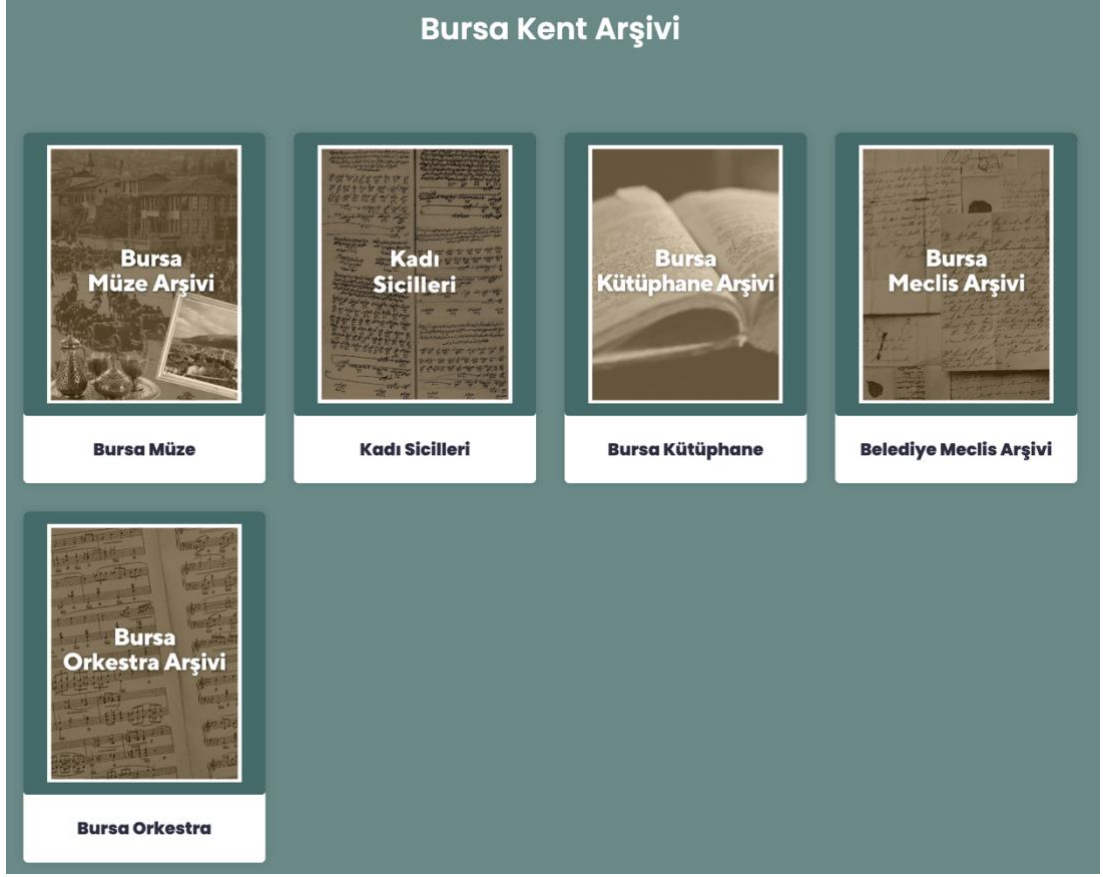 Bursa Kent Arşivi
Bursa
Müze Arşivi
Bursa Müze
Kadı
Sicilleri
Kadı Sicilleri
Bursa
Kütüphane Arşivi
Bursa Kütüphane
Bursa
Meclis Arşivi
Belediye Meclis Arşivi
Bursa
Orkestra Arşivi
Bursa Orkestra